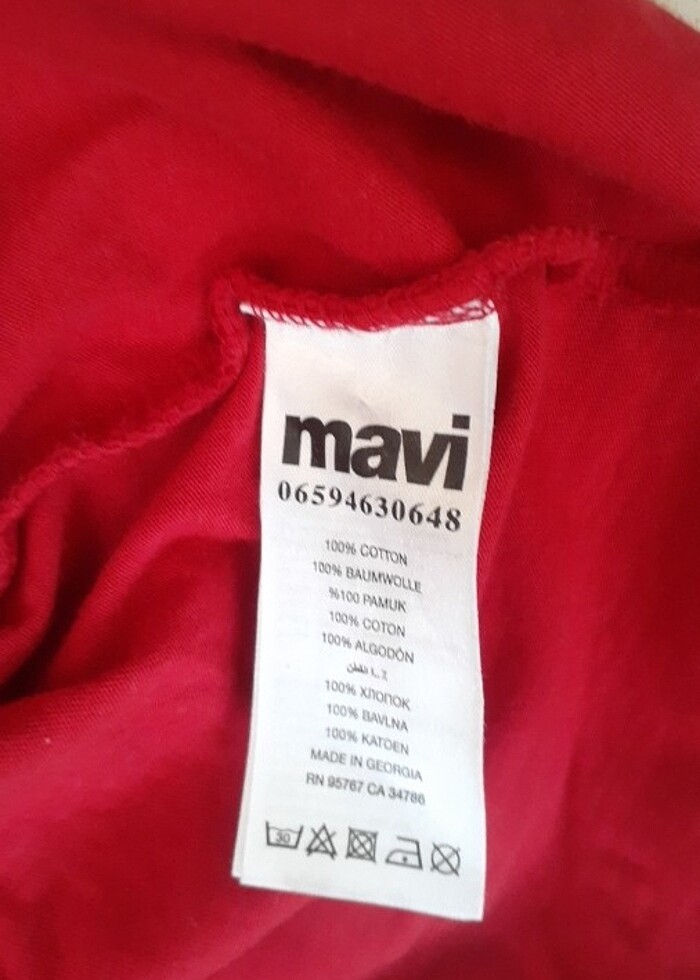 mavi
06594630648
100% COTTON
100% BAUMWOLLE
%100 PAMUK
100% COTON
100% ALGODÓN
100% ХЛОПОК
100% BAVLNA
100% KATOEN
MADE IN GEORGIA
RN 95767 CA 34786
30